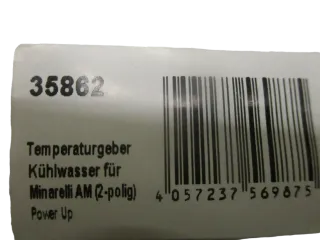 35862
Temperaturgeber
Kühlwasser für
Minarelli AM (2-polig)
Power Up
4 057237 569875